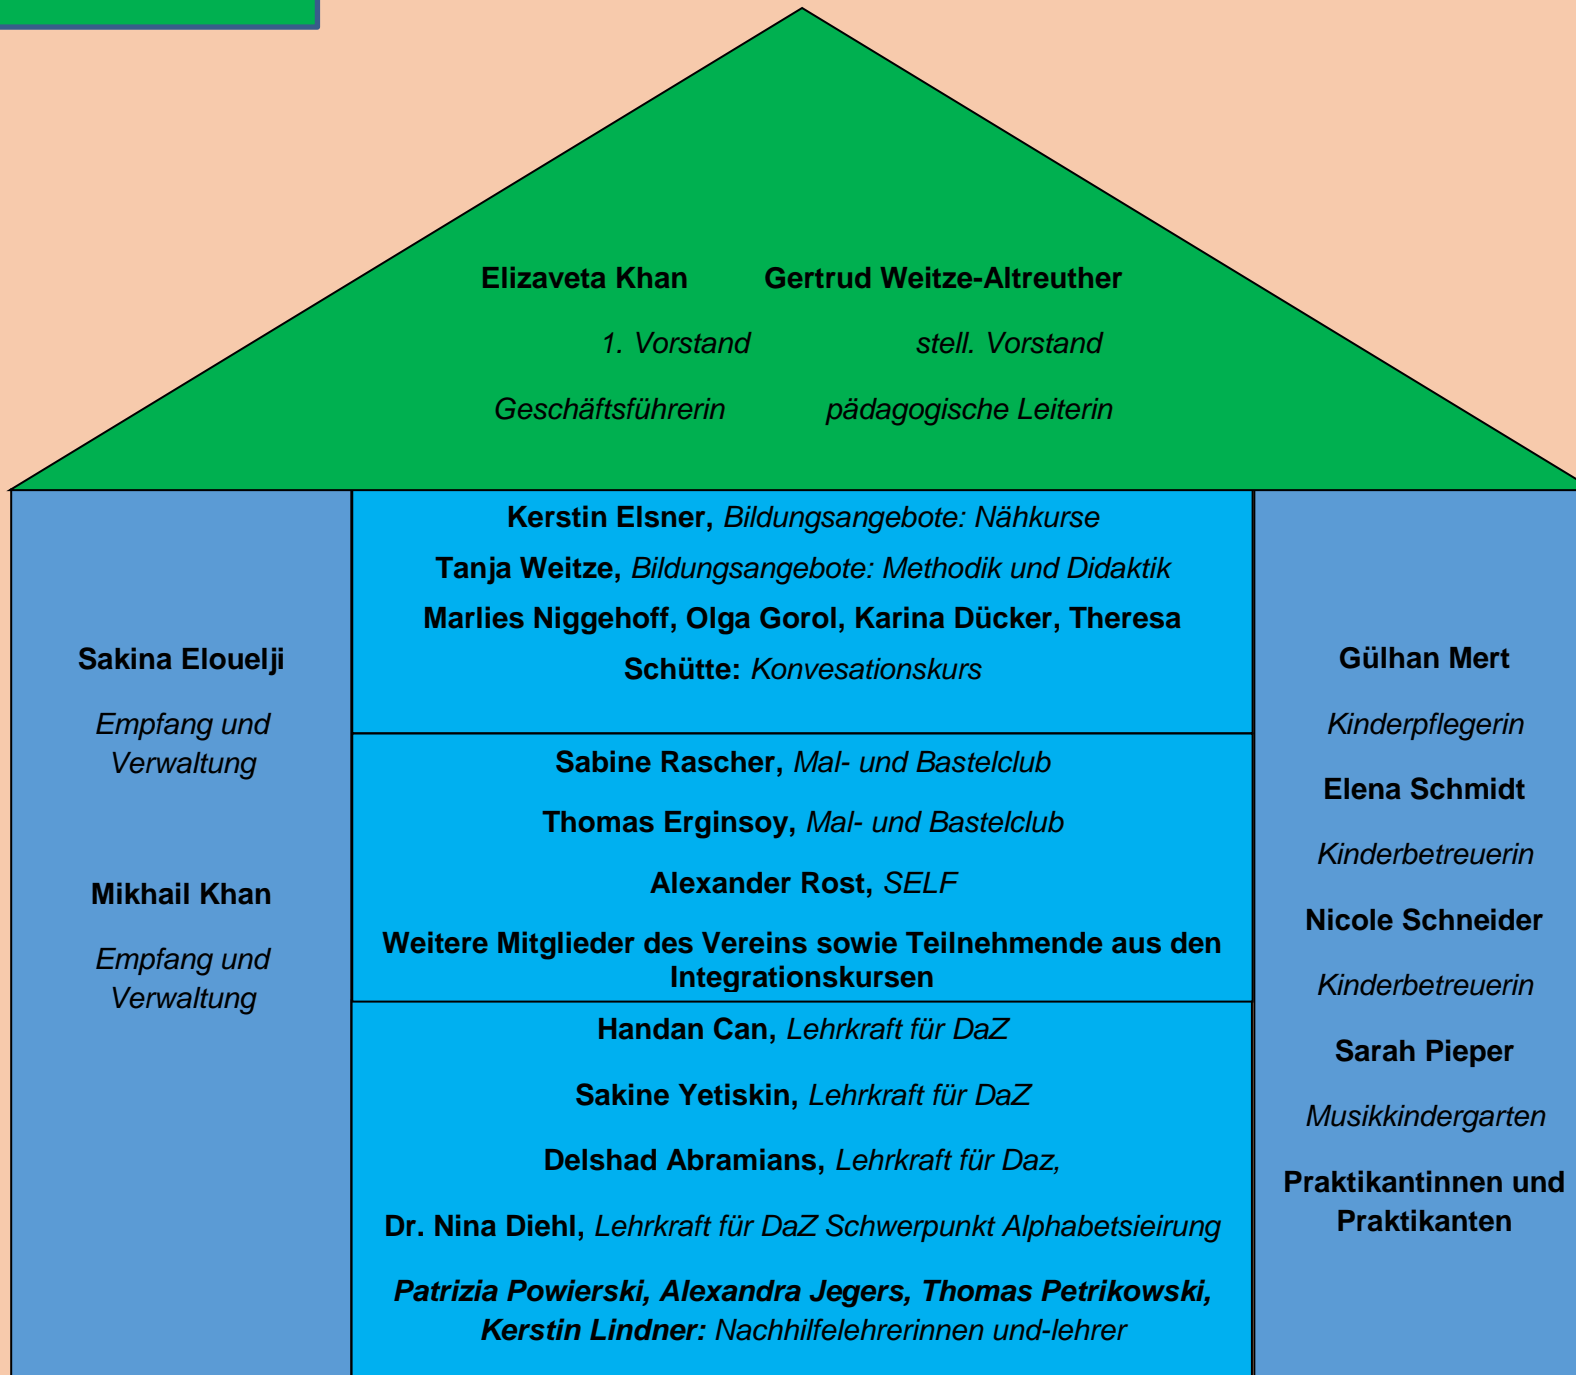 Elizaveta Khan Gertrud Weitze-Altreuther
1. Vorstand stell. Vorstand
Geschäftsführerin pädagogische Leiterin
Sakina Elouelji
Empfang und
Verwaltung
Mikhail Khan
Empfang und
Verwaltung
Kerstin Elsner, Bildungsangebote: Nähkurse
Tanja Weitze, Bildungsangebote: Methodik und Didaktik
Marlies Niggehoff, Olga Gorol, Karina Dücker, Theresa
Schütte: Konvesationskurs
Sabine Rascher, Mal- und Bastelclub
Thomas Erginsoy, Mal- und Bastelclub
Alexander Rost, SELF
Weitere Mitglieder des Vereins sowie Teilnehmende aus den
Integrationskursen
Handan Can, Lehrkraft für DaZ
Sakine Yetiskin, Lehrkraft für DaZ
Delshad Abramians, Lehrkraft für Daz,
Dr. Nina Diehl, Lehrkraft für DaZ Schwerpunkt Alphabetsieirung
Patrizia Powierski, Alexandra Jegers, Thomas Petrikowski,
Kerstin Lindner: Nachhilfelehrerinnen und-lehrer
Gülhan Mert
Kinderpflegerin
Elena Schmidt
Kinderbetreuerin
Nicole Schneider
Kinderbetreuerin
Sarah Pieper
Musikkindergarten
Praktikantinnen und
Praktikanten